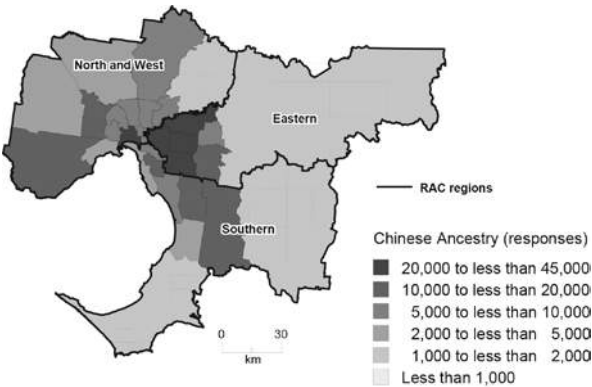 North and West
Eastern
RAC regions
Southern
Chinese Ancestry (responses)
20,000 to less than 45,000
10,000 to less than 20,000
5,000 to less than 10,000
2,000 to less than 5,000
1,000 to less than 2,000
Less than 1,000
0 30
km